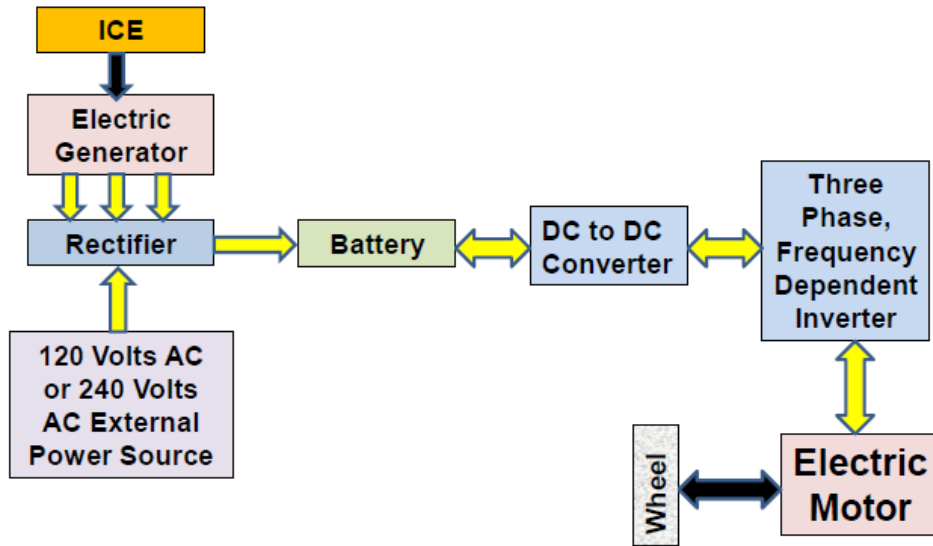 ICE
Electric
Generator
Rectifier
120 Volts AC
or 240 Volts
AC External
Power Source
Battery
DC to DC
Converter
Three
Phase,
Frequency
Dependent
Inverter
Wheel
Electric
Motor